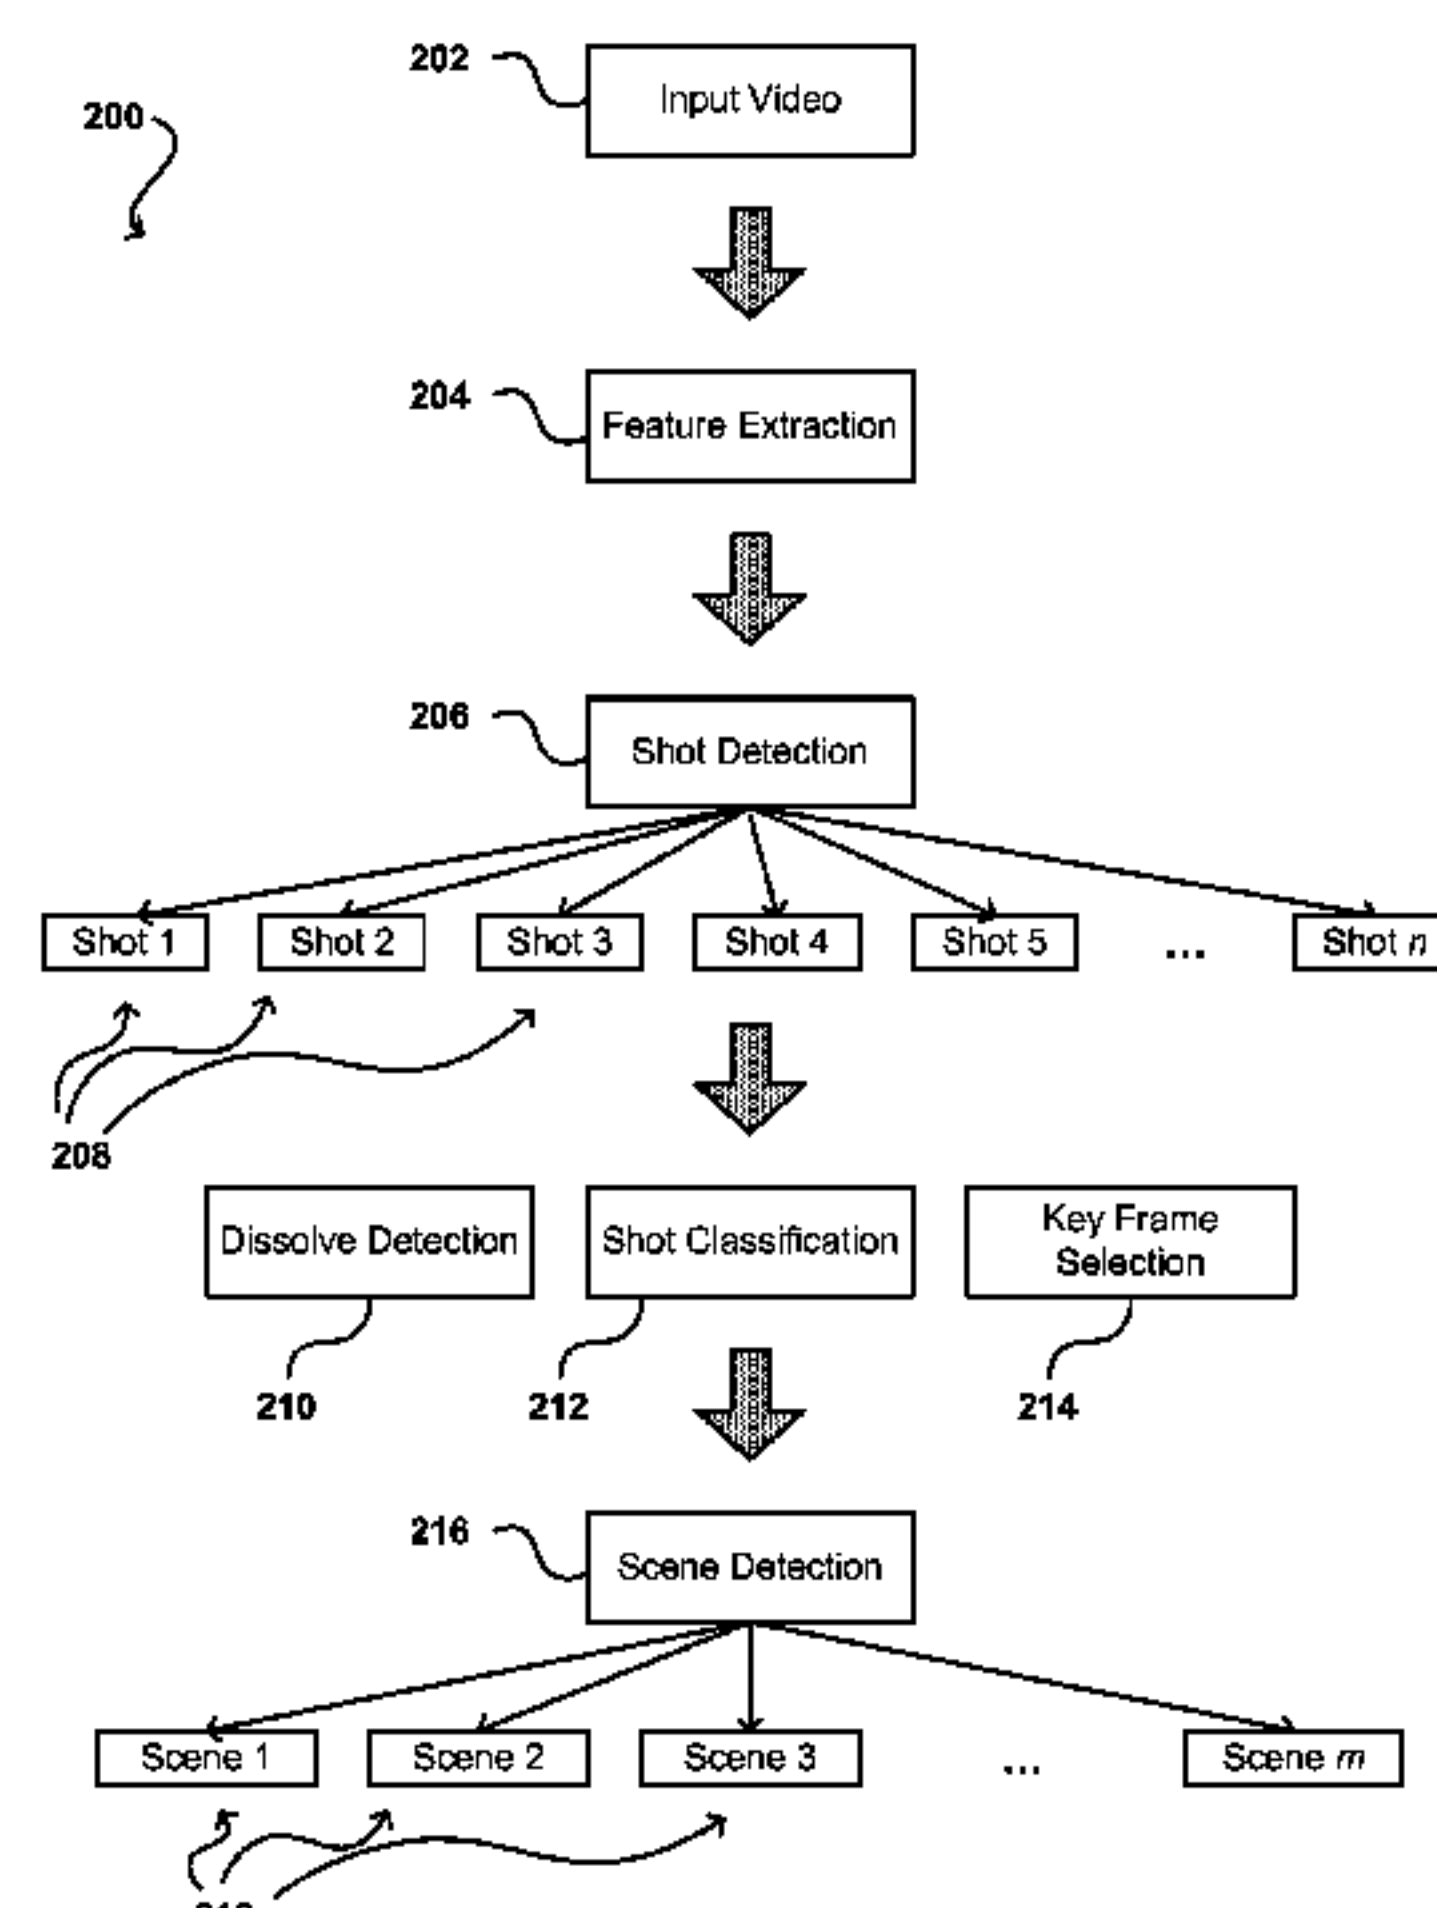 202
Input Video
200
204
Feature Extraction
206
Shot Detection
Shot 1
Shot 2
Shot 3
Shot 4
Shot 5
...
Shot n
208
Dissolve Detection
Shot Classification
Key Frame
Selection
210
212
214
216
Scene Detection
Scene 1
Scene 2
Scene 3
...
Scene m